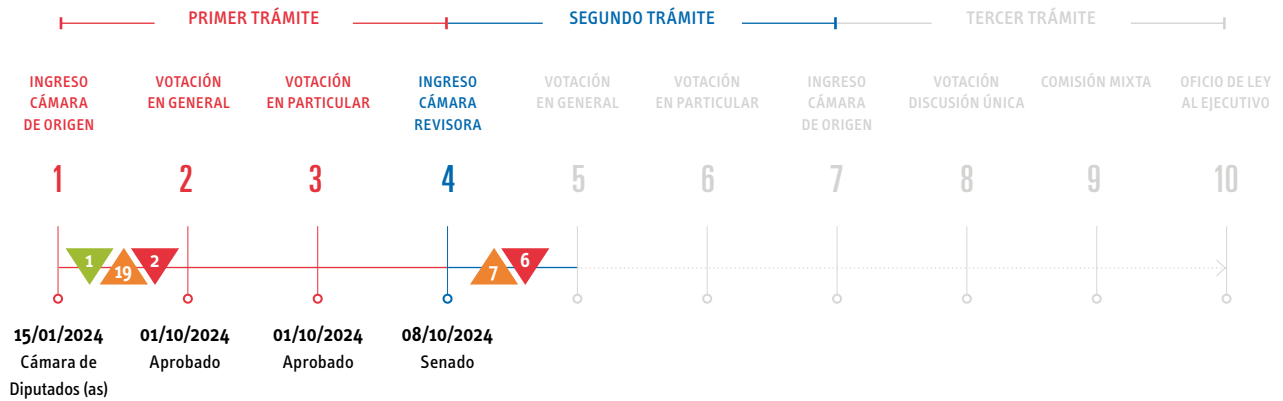 PRIMER TRÁMITE
SEGUNDO TRÁMITE
TERCER TRÁMITE
INGRESO
CÁMARA
DE ORIGEN
VOTACIÓN
EN GENERAL
VOTACIÓN
EN PARTICULAR
INGRESO
CÁMARA
REVISORA
VOTACIÓN
EN GENERAL
VOTACIÓN
EN PARTICULAR
INGRESO
CÁMARA
DE ORIGEN
VOTACIÓN
DISCUSIÓN ÚNICA
COMISIÓN MIXTA
OFICIO DE LEY
AL EJECUTIVO
1
2
3
4
5
6
7
8
9
10
1
19
2
7
6
15/01/2024
Cámara de
Diputados (as)
01/10/2024
Aprobado
01/10/2024
Aprobado
08/10/2024
Senado